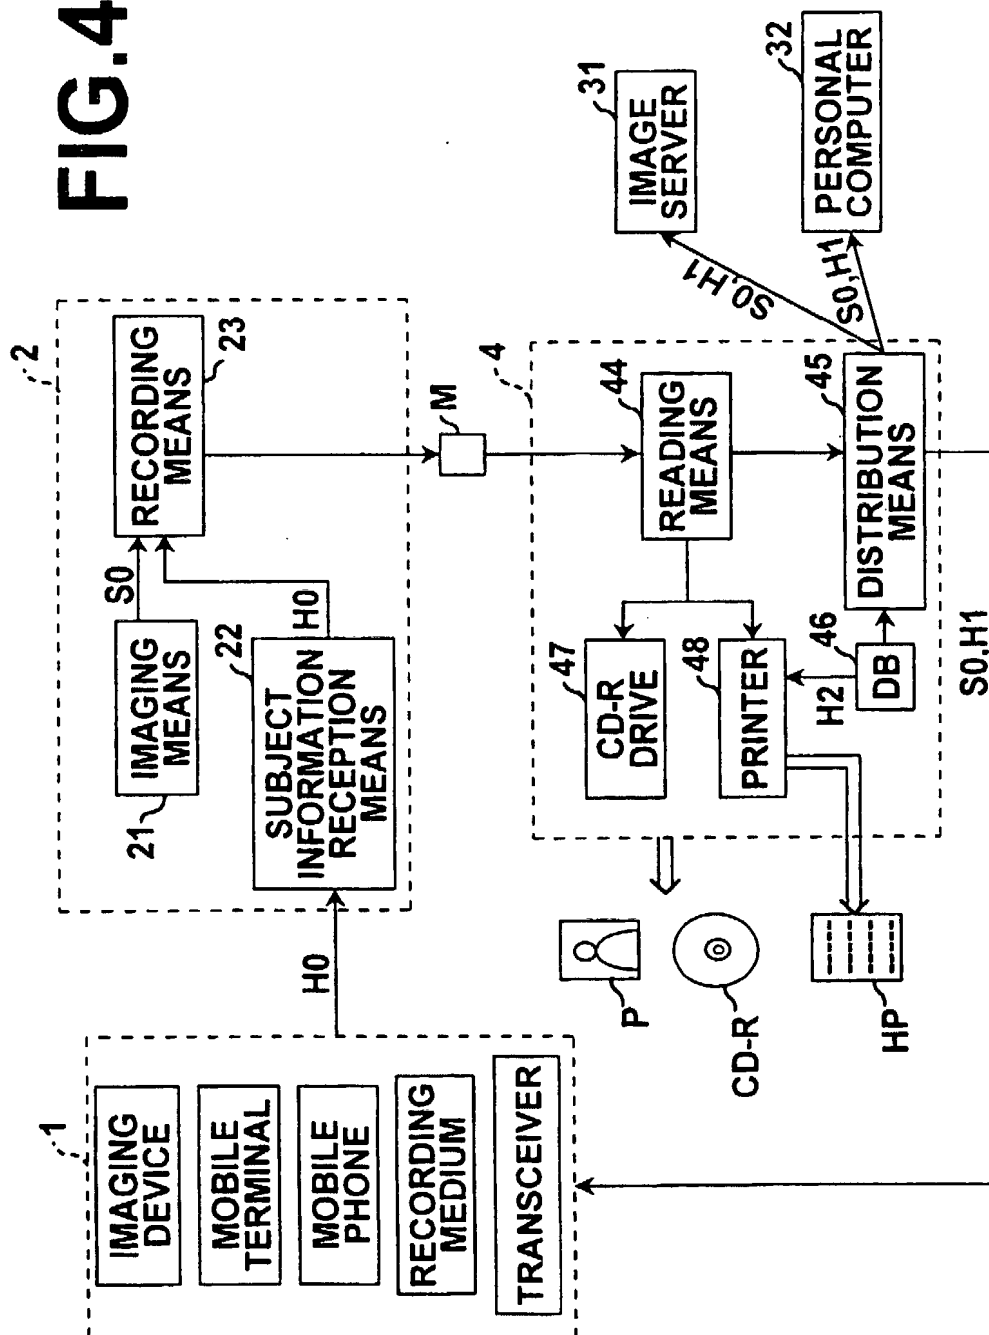 FIG.4
1
IMAGING
DEVICE
MOBILE
TERMINAL
MOBILE
PHONE
RECORDING
MEDIUM
TRANSCEIVER
H0
2
IMAGING
MEANS
21
S0
RECORDING
MEANS
23
22
SUBJECT
INFORMATION
RECEPTION
MEANS
H0
M
4
44
READING
MEANS
47
CD-R
DRIVE
48
PRINTER
H2
46
DB
45
DISTRIBUTION
MEANS
P
CD-R
HP
S0,H1
31
IMAGE
SERVER
S0,H1
32
PERSONAL
COMPUTER
S0,H1